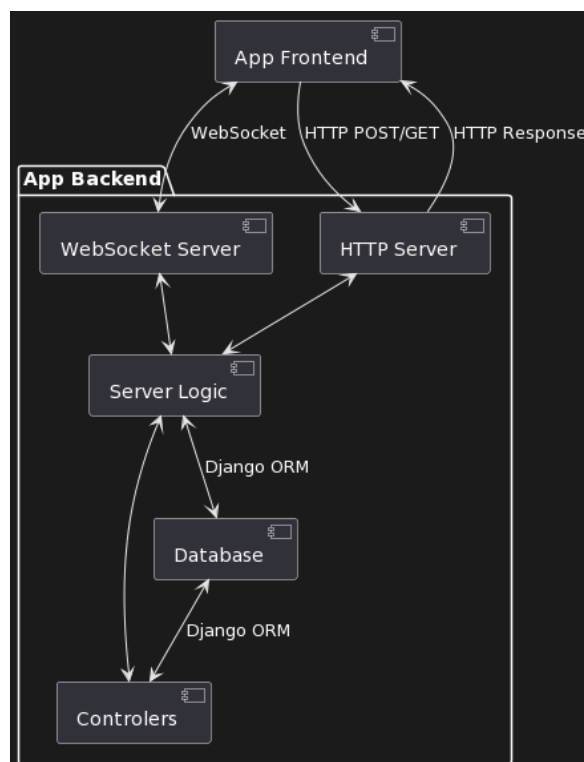 App Frontend
WebSocket
HTTP POST/GET
HTTP Response
App Backend
WebSocket Server
HTTP Server
Server Logic
Django ORM
Database
Django ORM
Controlers